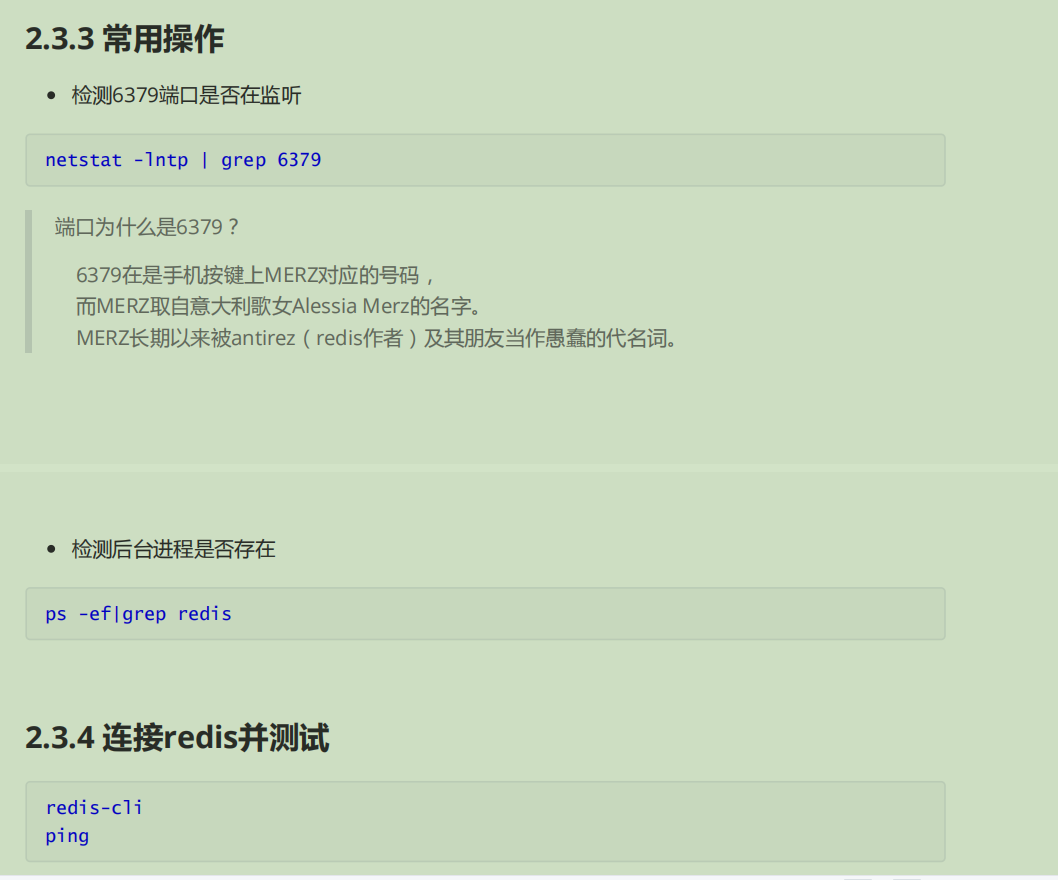 2.3.3 常用操作
检测6379端口是否在监听
netstat -lntp | grep 6379
端口为什么是6379？
6379在是手机按键上MERZ对应的号码，
而MERZ取自意大利歌女Alessia Merz的名字。
MERZ长期以来被antirez（redis作者）及其朋友当作愚蠢的代名词。
检测后台进程是否存在
ps -ef|grep redis
2.3.4 连接redis并测试
redis-cli
ping